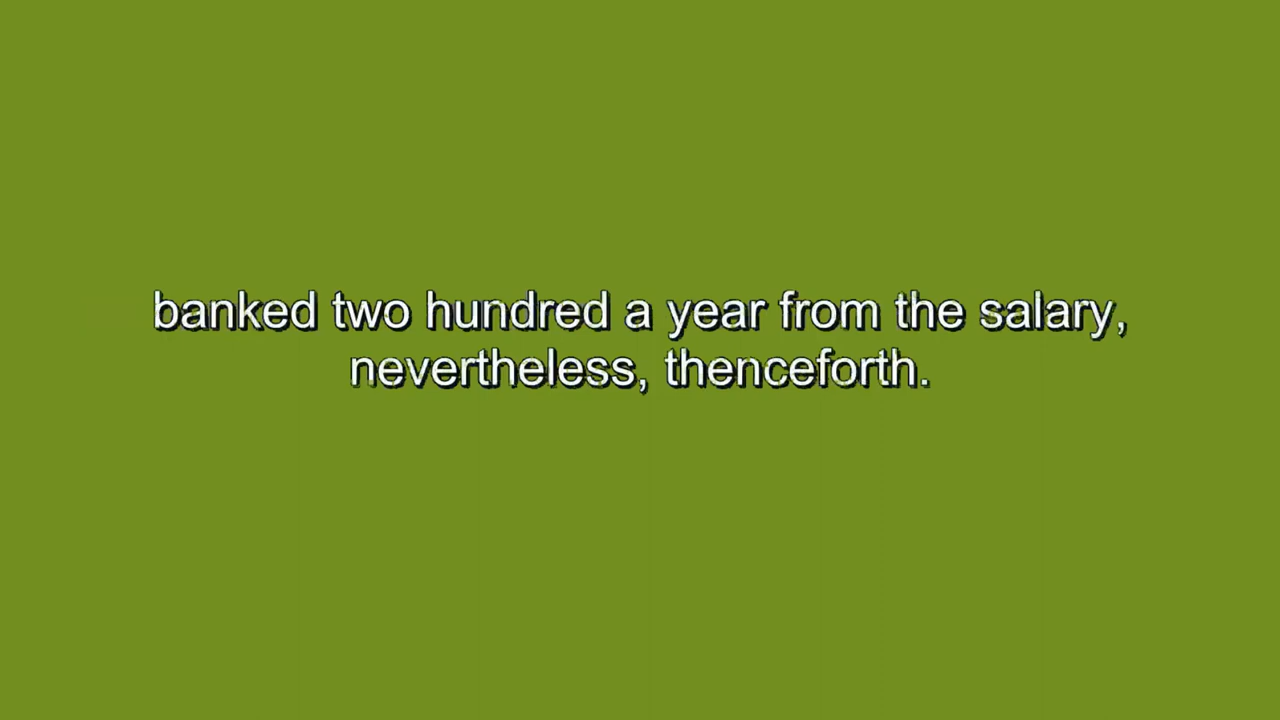 banked two hundred a year from the salary,
nevertheless, thenceforth.